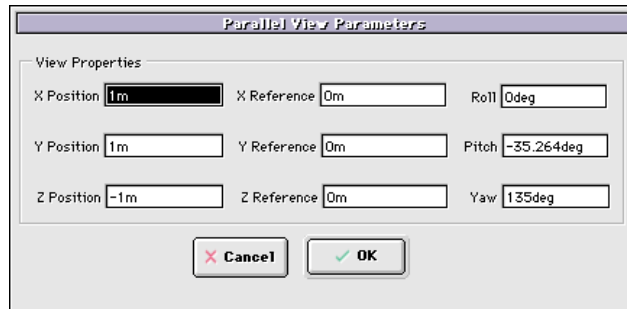 Parallel View Parameters
View Properties
X Position 1m X Reference 0m Roll 0deg
Y Position 1m Y Reference 0m Pitch -35.264deg
Z Position -1m Z Reference 0m Yaw 135deg
Cancel OK